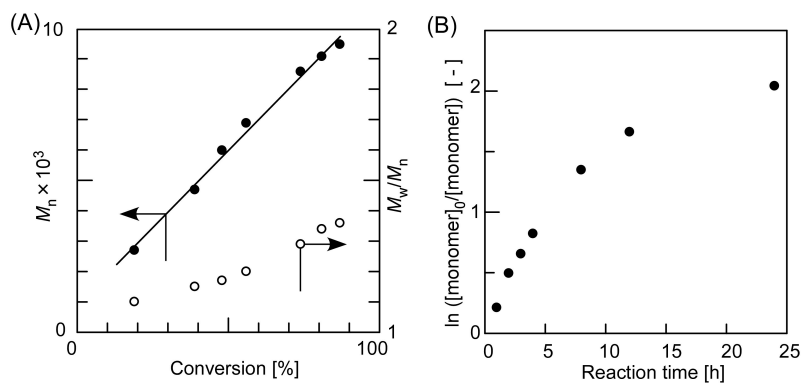 (A)
10
2
Mn × 10³
Mw/Mn
0
1
0
100
Conversion [%]
(B)
ln ([monomer]0/[monomer]) [ - ]
2
1
0
0
5
10
15
20
25
Reaction time [h]